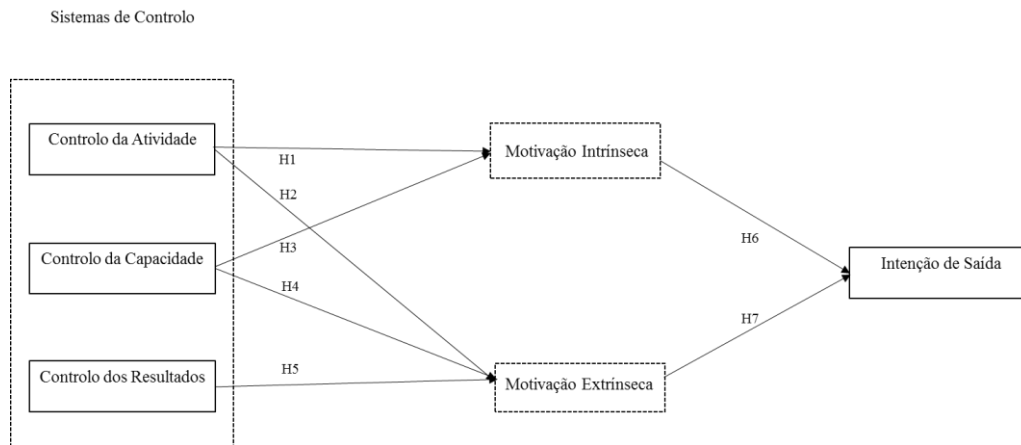 Sistemas de Controlo
Controlo da Atividade
H1
Motivação Intrínseca
H2
H3
H6
Controlo da Capacidade
Intenção de Saída
H4
H7
H5
Controlo dos Resultados
Motivação Extrínseca